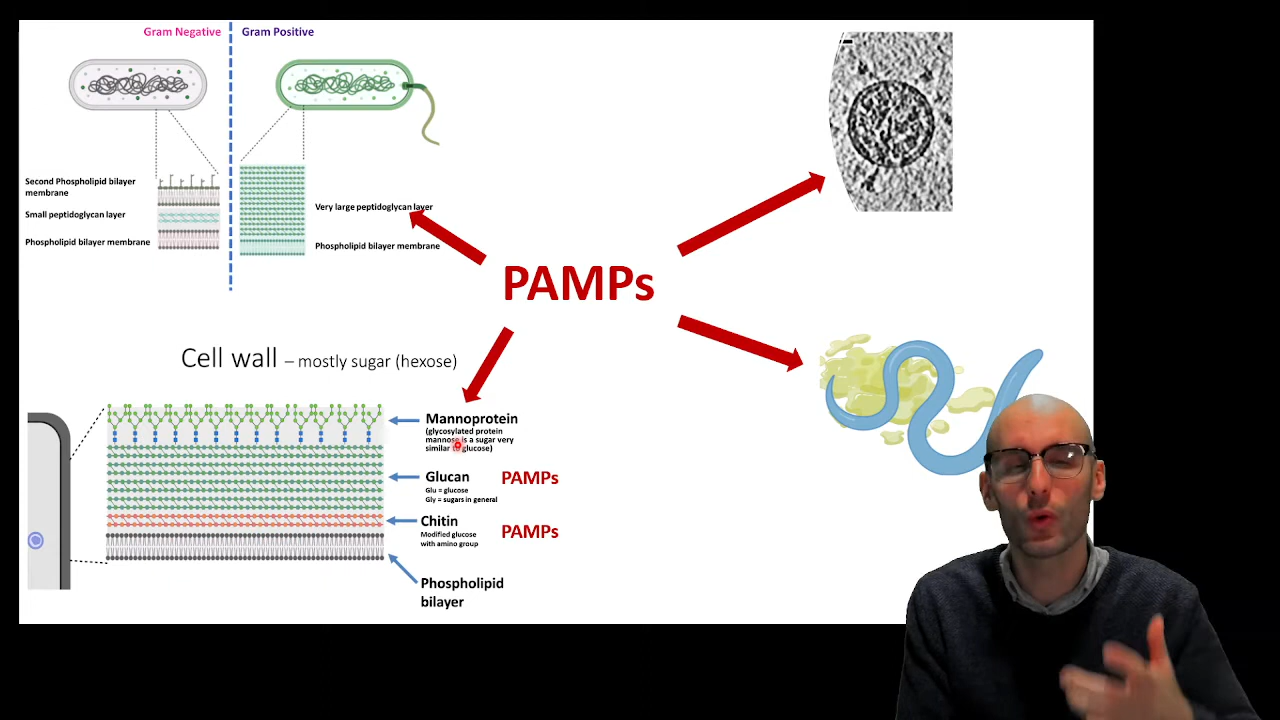 Gram Negative
Gram Positive
Second Phospholipid bilayer
membrane
Small peptidoglycan layer
Phospholipid bilayer membrane
Very large peptidoglycan layer
Phospholipid bilayer membrane
PAMPs
Cell wall – mostly sugar (hexose)
Mannoprotein
(glycosylated protein
mannose is a sugar very
similar to glucose)
Glucan
Glu = glucose
Gly = sugars in general
PAMPs
Chitin
Modified glucose
with amino group
PAMPs
Phospholipid
bilayer